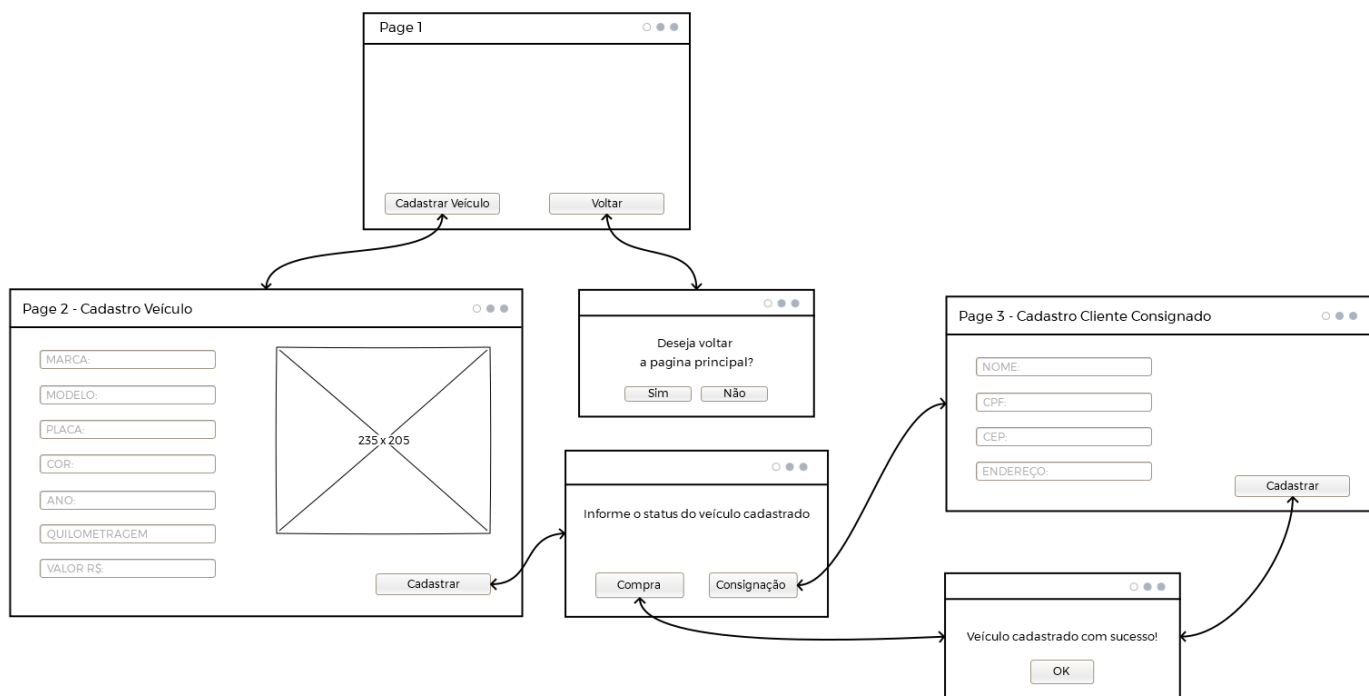 Page 1
Cadastrar Veículo
Voltar
Page 2 - Cadastro Veículo
MARCA:
MODELO:
PLACA:
COR:
ANO:
QUILOMETRAGEM
VALOR R$:
235 x 205
Cadastrar
Deseja voltar
a pagina principal?
Sim
Não
Informe o status do veículo cadastrado
Compra
Consignação
Page 3 - Cadastro Cliente Consignado
NOME:
CPF:
CEP:
ENDEREÇO:
Cadastrar
Veículo cadastrado com sucesso!
OK